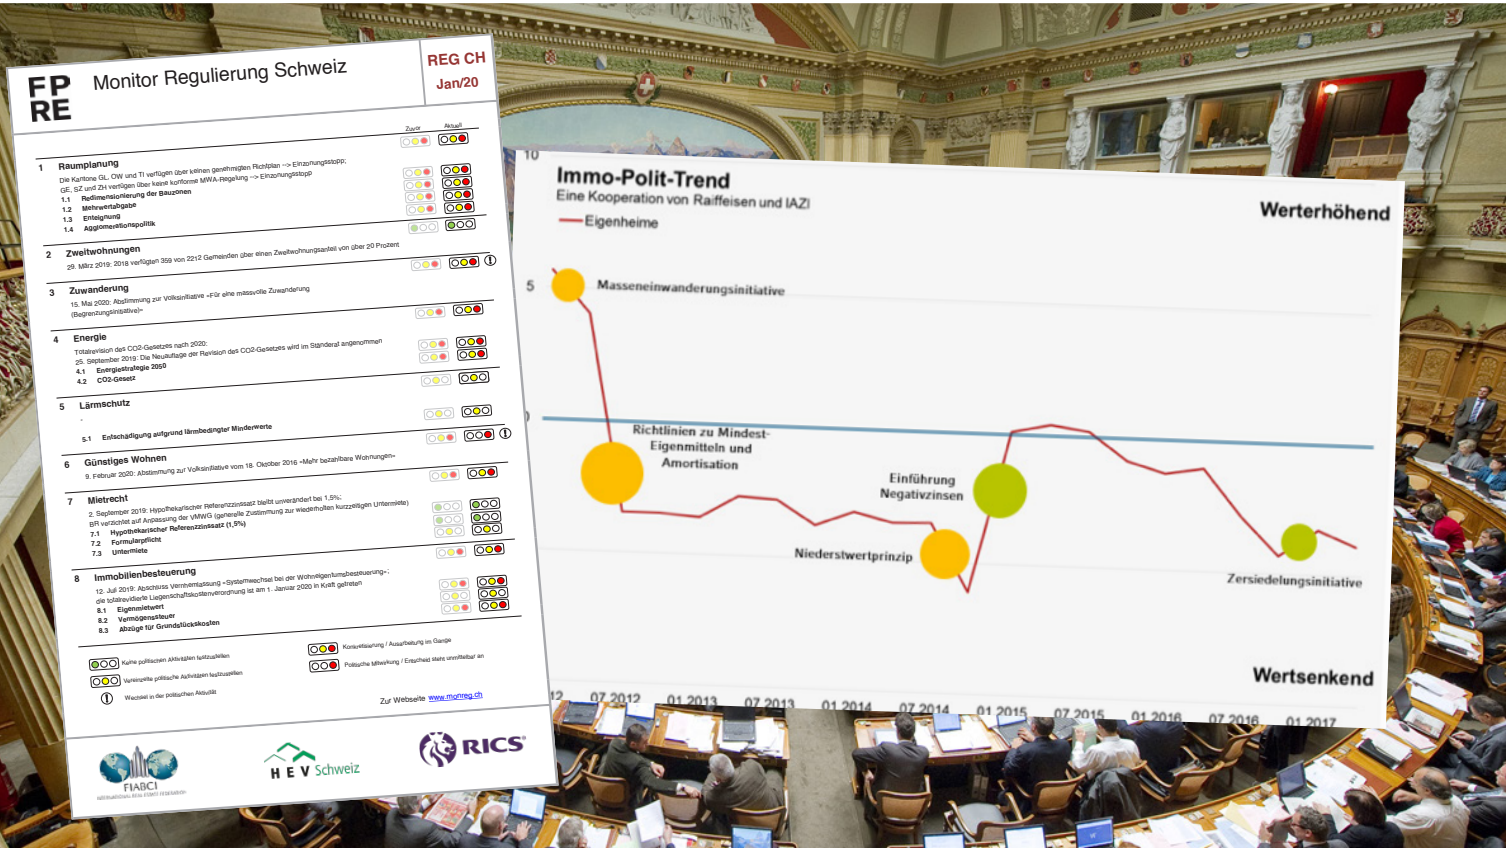 FP
RE
Monitor Regulierung Schweiz
REG CH
Jan/20
Zuvor Aktuell
1 Raumplanung
Die Kantone GL, OW und TI verfügen über keinen genehmigten Richtplan --> Einzonungsstopp;
GE, SZ und ZH verfügen über keine konforme MWA-Regelung --> Einzonungsstopp
1.1 Redimensionierung der Bauzonen
1.2 Mehrwertabgabe
1.3 Enteignung
1.4 Agglomerationspolitik
2 Zweitwohnungen
29. März 2019: 2018 verfügten 359 von 2212 Gemeinden über einen Zweitwohnungsanteil von über 20 Prozent
3 Zuwanderung
15. Mai 2020: Abstimmung zur Volksinitiative «Für eine massvolle Zuwanderung
(Begrenzungsinitiative)»
4 Energie
Totalrevision des CO2-Gesetzes nach 2020;
25. September 2019: Die Neuauflage der Revision des CO2-Gesetzes wird im Ständerat angenommen
4.1 Energiestrategie 2050
4.2 CO2-Gesetz
5 Lärmschutz
-
5.1 Entschädigung aufgrund lärmbedingter Minderwerte
6 Günstiges Wohnen
9. Februar 2020: Abstimmung zur Volksinitiative vom 18. Oktober 2016 «Mehr bezahlbare Wohnungen»
7 Mietrecht
2. September 2019: Hypothekarischer Referenzzinssatz bleibt unverändert bei 1,5%;
BR verzichtet auf Anpassung der VMWG (generelle Zustimmung zur wiederholten kurzzeitigen Untermiete)
7.1 Hypothekarischer Referenzzinssatz (1,5%)
7.2 Formularpflicht
7.3 Untermiete
8 Immobilienbesteuerung
12. Juli 2019: Abschluss Vernehmlassung «Systemwechsel bei der Wohneigentumsbesteuerung»;
die totalrevidierte Liegenschaftskostenverordnung ist am 1. Januar 2020 in Kraft getreten
8.1 Eigenmietwert
8.2 Vermögenssteuer
8.3 Abzüge für Grundstückskosten
Keine politischen Aktivitäten festzustellen
Vereinzelte politische Aktivitäten festzustellen
Wechsel in der politischen Aktivität
Konkretisierung / Ausarbeitung im Gange
Politische Mitwirkung / Entscheid steht unmittelbar an
Zur Webseite www.monreg.ch
FIABCI
HEV Schweiz
RICS
10
Immo-Polit-Trend
Eine Kooperation von Raiffeisen und IAZI
Eigenheime
Werterhöhend
5
Masseneinwanderungsinitiative
0
Richtlinien zu Mindest-
Eigenmitteln und
Amortisation
Einführung
Negativzinsen
Niederstwertprinzip
Zersiedelungsinitiative
Wertsenkend
12 07.2012 01.2013 07.2013 01.2014 07.2014 01.2015 07.2015 01.2016 07.2016 01.2017